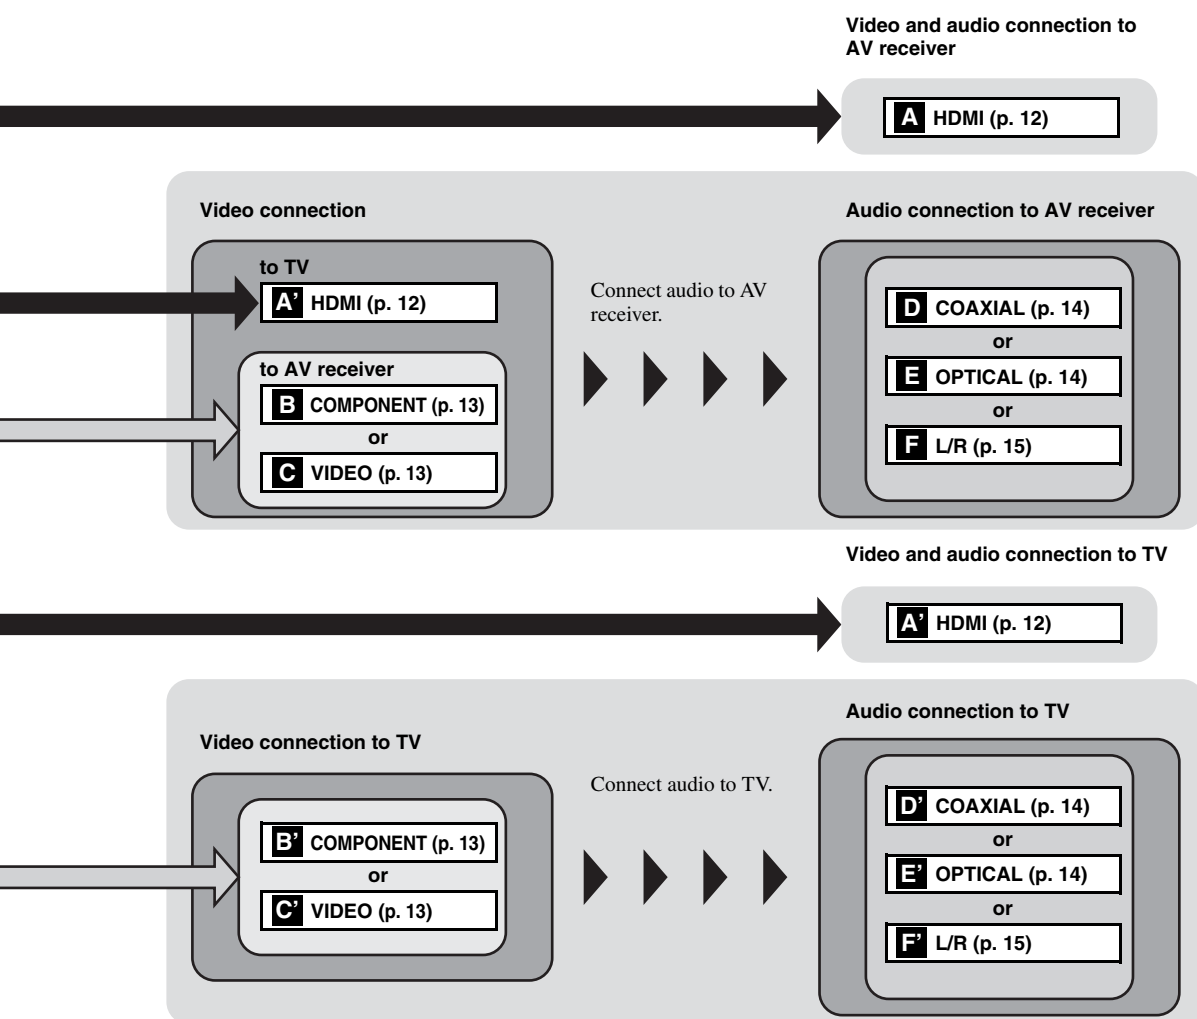 Video and audio connection to
AV receiver
A HDMI (p. 12)
Video connection
to TV
A’ HDMI (p. 12)
to AV receiver
B COMPONENT (p. 13)
or
C VIDEO (p. 13)
Connect audio to AV
receiver.
Audio connection to AV receiver
D COAXIAL (p. 14)
or
E OPTICAL (p. 14)
or
F L/R (p. 15)
Video and audio connection to TV
A’ HDMI (p. 12)
Video connection to TV
B’ COMPONENT (p. 13)
or
C’ VIDEO (p. 13)
Connect audio to TV.
Audio connection to TV
D’ COAXIAL (p. 14)
or
E’ OPTICAL (p. 14)
or
F’ L/R (p. 15)